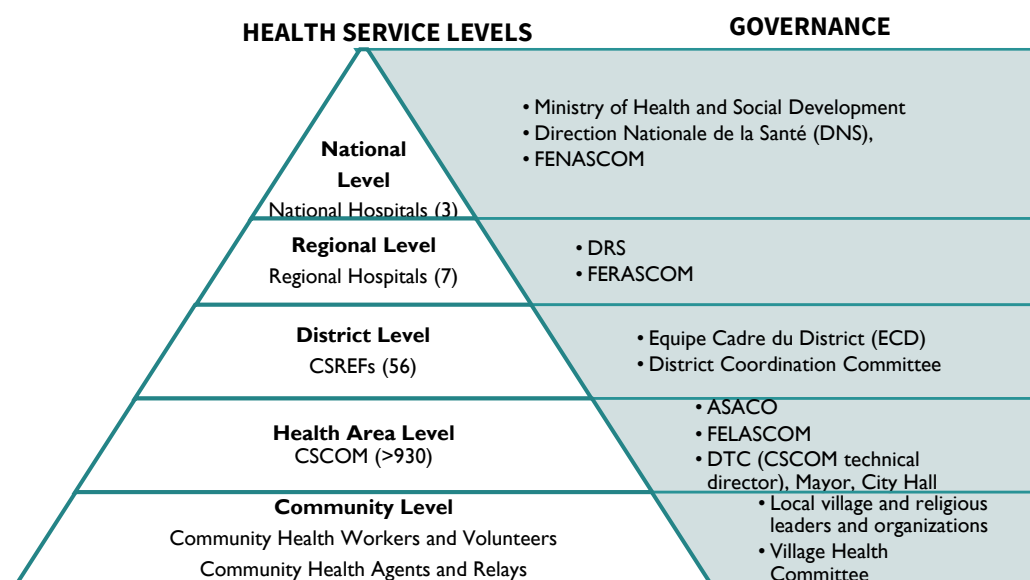 HEALTH SERVICE LEVELS
GOVERNANCE
National
Level
National Hospitals (3)
• Ministry of Health and Social Development
• Direction Nationale de la Santé (DNS),
• FENASCOM
Regional Level
Regional Hospitals (7)
• DRS
• FERASCOM
District Level
CSREFs (56)
• Equipe Cadre du District (ECD)
• District Coordination Committee
Health Area Level
CSCOM (>930)
• ASACO
• FELASCOM
• DTC (CSCOM technical
director), Mayor, City Hall
Community Level
Community Health Workers and Volunteers
Community Health Agents and Relays
• Local village and religious
leaders and organizations
• Village Health
Committee